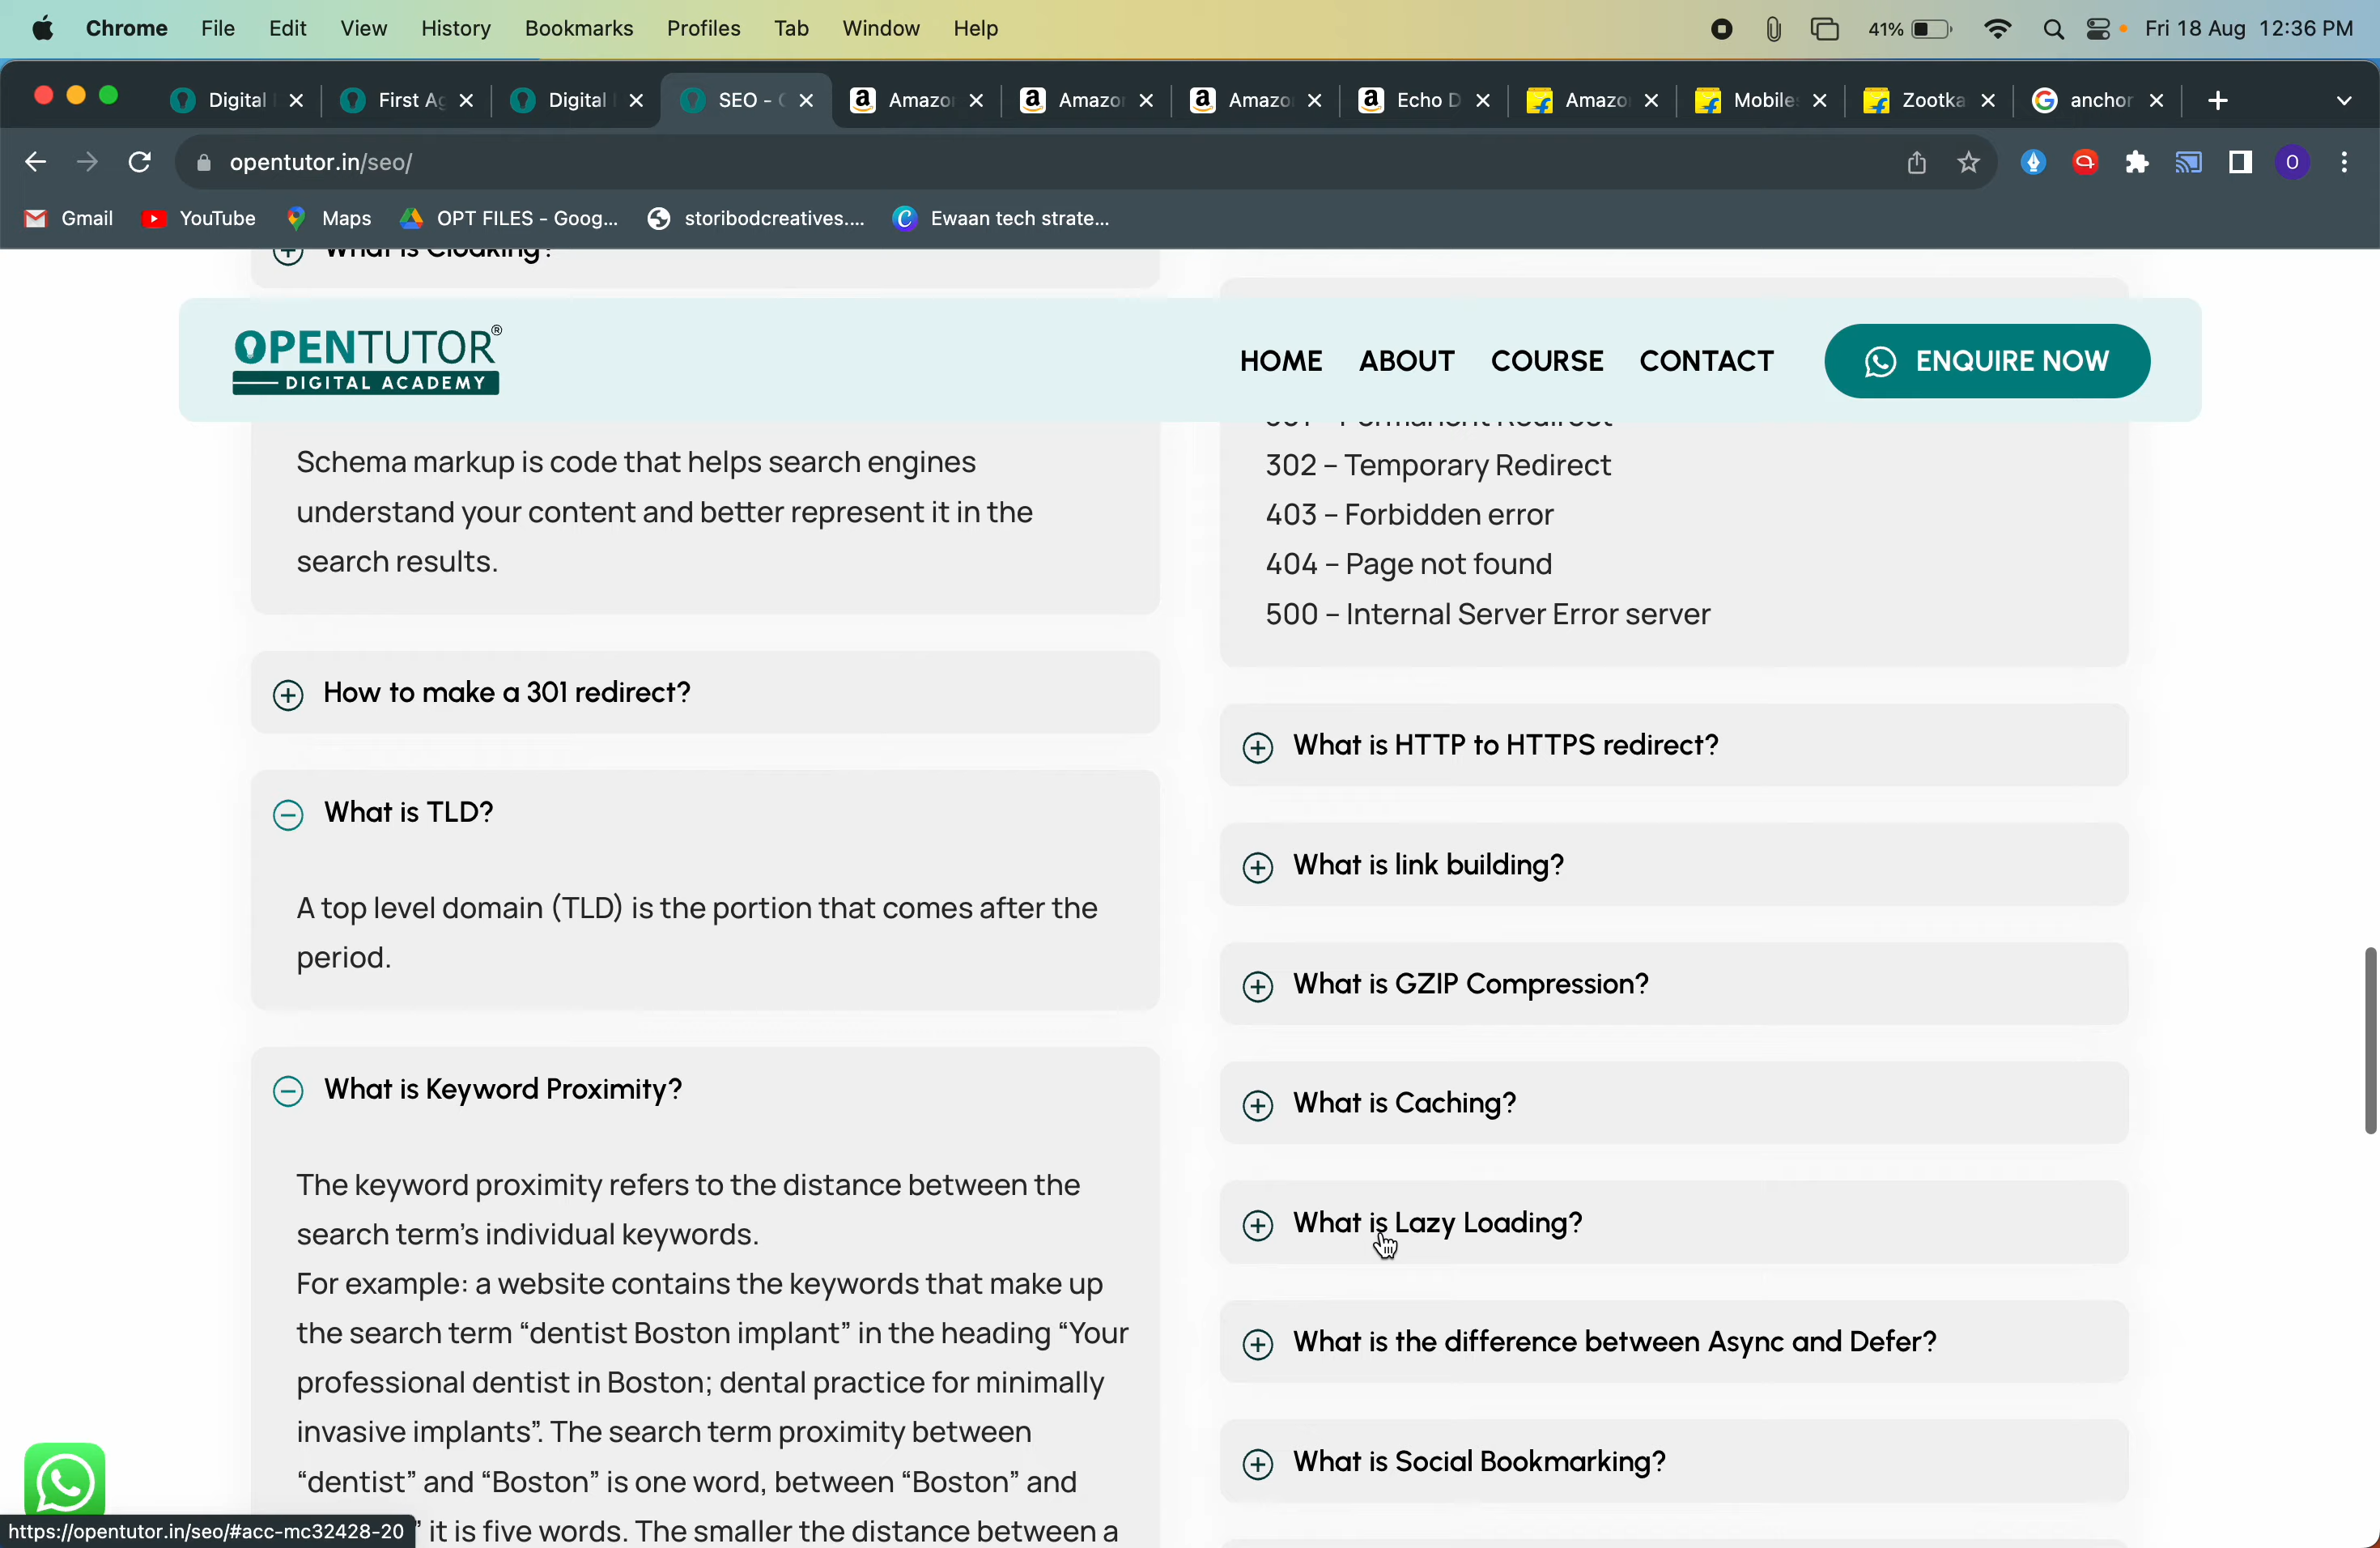 Chrome File Edit View History Bookmarks Profiles Tab Window Help 41% Fri 18 Aug 12:36 PM
Digital First Ag Digital SEO - Amazo Amazo Amazo Echo D Amazo Mobile Zootka anchor
opentutor.in/seo/ O
Gmail YouTube Maps OPT FILES - Goog... storibodcreatives.... Ewaan tech strate...
What is Cloaking?
OPENTUTOR®
DIGITAL ACADEMY
HOME ABOUT COURSE CONTACT ENQUIRE NOW
Schema markup is code that helps search engines
understand your content and better represent it in the
search results.
How to make a 301 redirect?
What is TLD?
A top level domain (TLD) is the portion that comes after the
period.
What is Keyword Proximity?
The keyword proximity refers to the distance between the
search term's individual keywords.
For example: a website contains the keywords that make up
the search term “dentist Boston implant” in the heading “Your
professional dentist in Boston; dental practice for minimally
invasive implants”. The search term proximity between
“dentist” and “Boston” is one word, between “Boston” and
” it is five words. The smaller the distance between a
301 – Permanent Redirect
302 – Temporary Redirect
403 – Forbidden error
404 – Page not found
500 – Internal Server Error server
What is HTTP to HTTPS redirect?
What is link building?
What is GZIP Compression?
What is Caching?
What is Lazy Loading?
What is the difference between Async and Defer?
What is Social Bookmarking?
https://opentutor.in/seo/#acc-mc32428-20